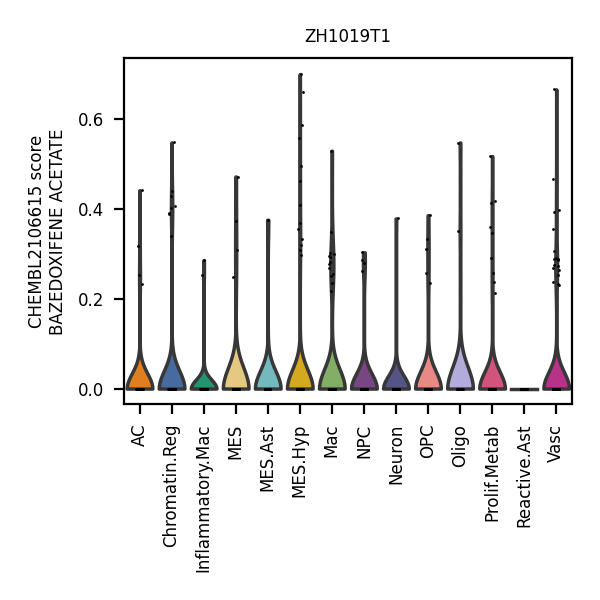 ZH1019T1
CHEMBL2106615 score
BAZEDOXIFENE ACETATE
0.6
0.4
0.2
0.0
AC
Chromatin.Reg
Inflammatory.Mac
MES
MES.Ast
MES.Hyp
Mac
NPC
Neuron
OPC
Oligo
Prolif.Metab
Reactive.Ast
Vasc